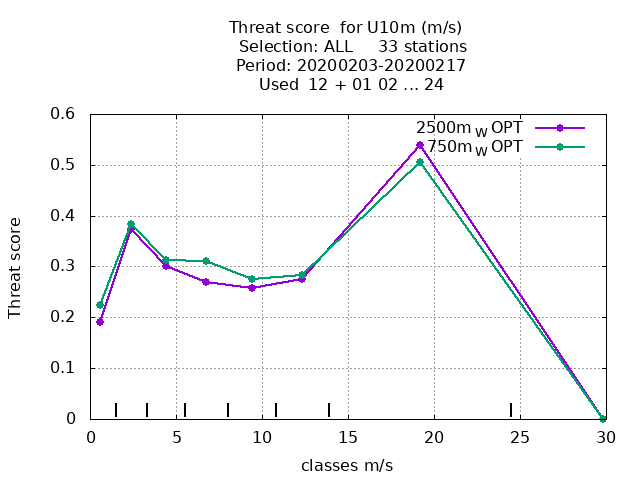 Threat score  for U10m (m/s)
Selection: ALL     33 stations
Period: 20200203-20200217
Used  12 + 01 02 ... 24
2500m W OPT
750m W OPT
Threat score
0.6
0.5
0.4
0.3
0.2
0.1
0
0 5 10 15 20 25 30
classes m/s